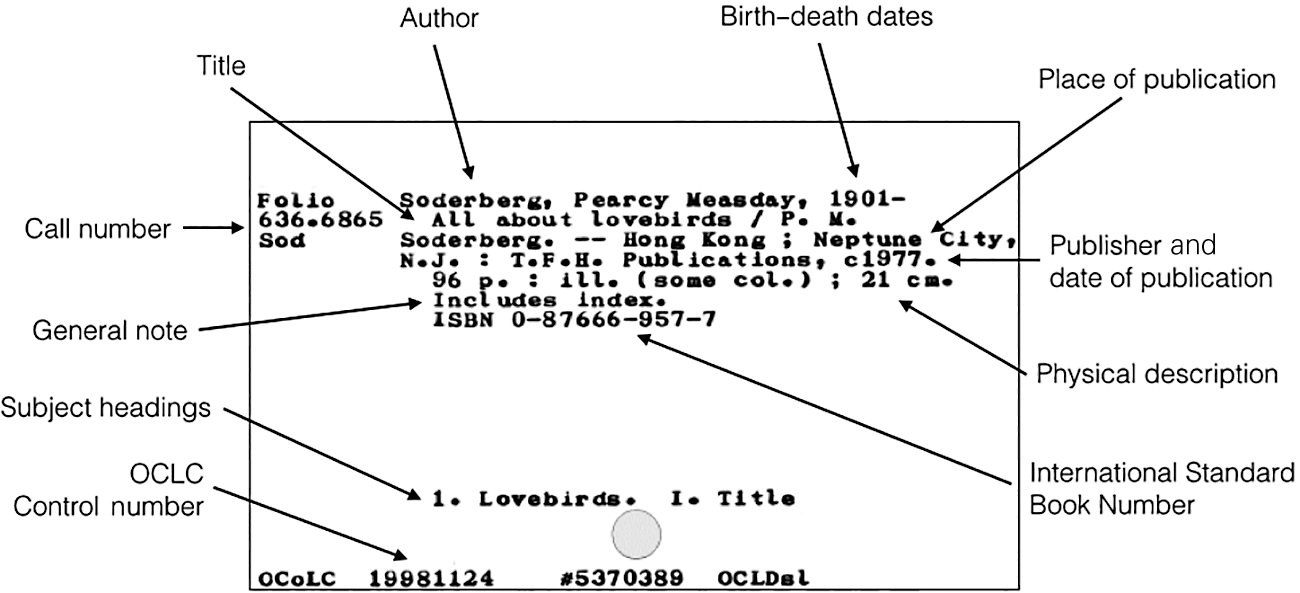 Author
Birth–death dates
Title
Place of publication
Folio Soderberg, Pearcy Measday, 1901-
636.6865 All about lovebirds / P. M.
Call number
Sod Soderberg. -- Hong Kong ; Neptune City,
N.J. : T.F.H. Publications, c1977.
Publisher and
date of publication
96 p. : ill. (some col.) ; 21 cm.
Includes index.
General note
ISBN 0-87666-957-7
Physical description
Subject headings
OCLC
Control number
1. Lovebirds. I. Title
International Standard
Book Number
OCoLC 19981124 #5370389 OCLDsl